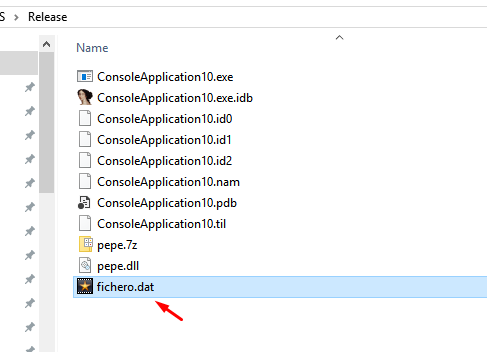 S > Release
Name
ConsoleApplication10.exe
ConsoleApplication10.exe.idb
ConsoleApplication10.id0
ConsoleApplication10.id1
ConsoleApplication10.id2
ConsoleApplication10.nam
ConsoleApplication10.pdb
ConsoleApplication10.til
pepe.7z
pepe.dll
fichero.dat